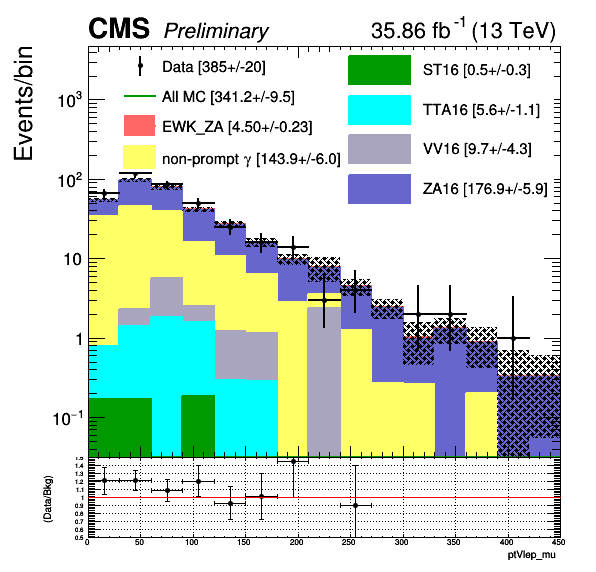 CMS Preliminary 35.86 fb⁻¹ (13 TeV)
Events/bin
Data [385+/-20]
All MC [341.2+/-9.5]
EWK_ZA [4.50+/-0.23]
non-prompt γ [143.9+/-6.0]
ST16 [0.5+/-0.3]
TTA16 [5.6+/-1.1]
VV16 [9.7+/-4.3]
ZA16 [176.9+/-5.9]
10³
10²
10
1
10⁻¹
(Data/Bkg)
1.5
1.4
1.3
1.2
1.1
1
0.9
0.8
0.7
0.6
0.5
0 50 100 150 200 250 300 350 400 450
ptVlep_mu